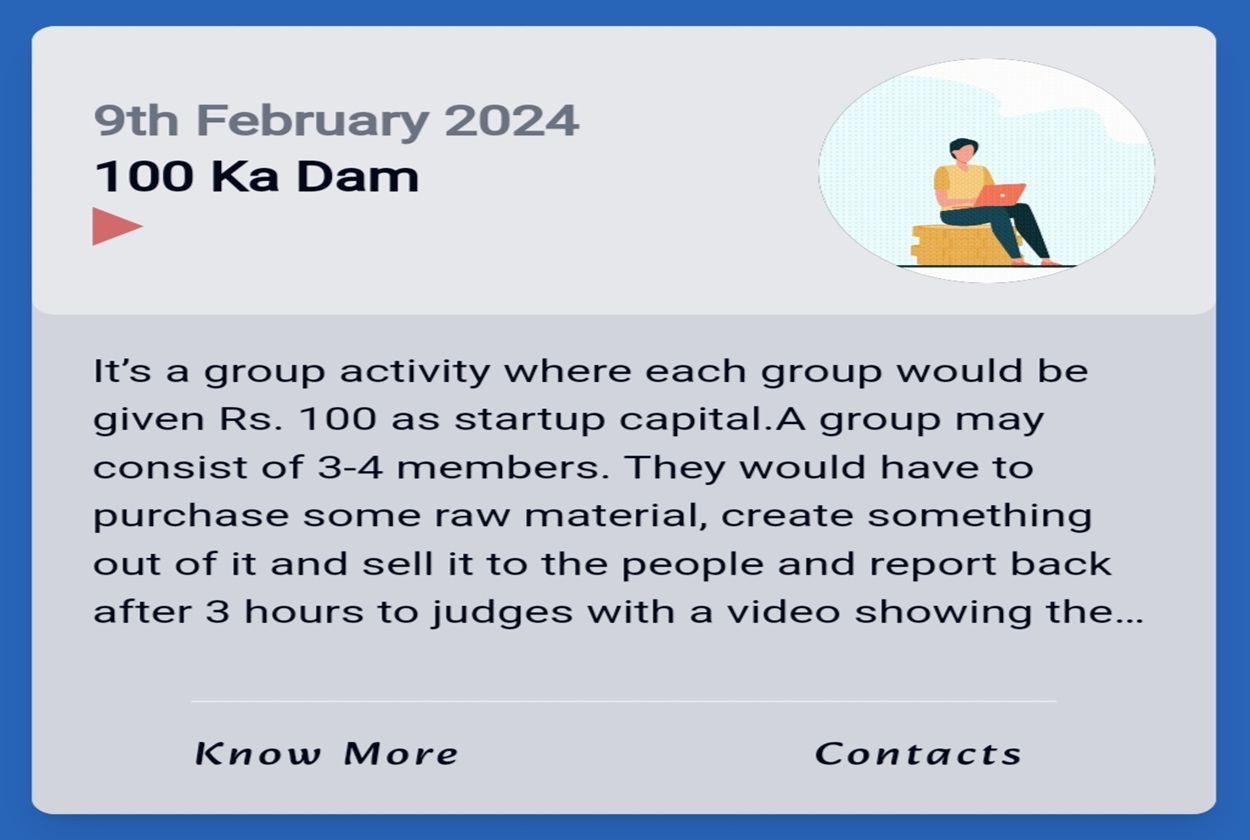 9th February 2024
100 Ka Dam
It’s a group activity where each group would be
given Rs. 100 as startup capital.A group may
consist of 3-4 members. They would have to
purchase some raw material, create something
out of it and sell it to the people and report back
after 3 hours to judges with a video showing the...
Know More
Contacts